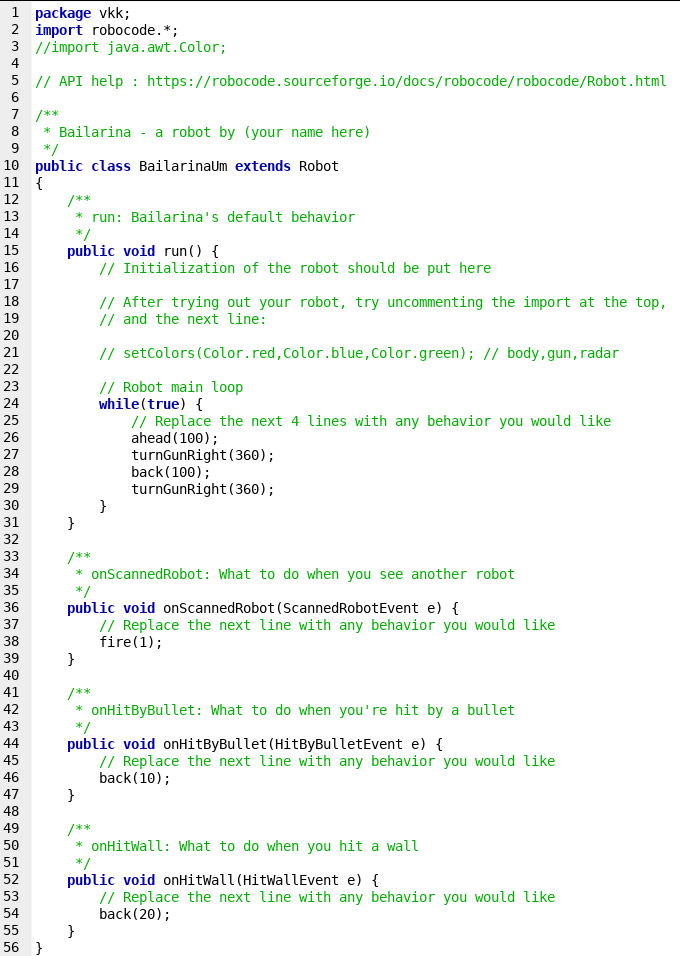 1 package vkk;
2 import robocode.*;
3 //import java.awt.Color;
4
5 // API help : https://robocode.sourceforge.io/docs/robocode/robocode/Robot.html
6
7 /**
8  * Bailarina - a robot by (your name here)
9  */
10 public class BailarinaUm extends Robot
11 {
12     /**
13      * run: Bailarina's default behavior
14      */
15     public void run() {
16         // Initialization of the robot should be put here
17
18         // After trying out your robot, try uncommenting the import at the top,
19         // and the next line:
20
21         // setColors(Color.red,Color.blue,Color.green); // body,gun,radar
22
23         // Robot main loop
24         while(true) {
25             // Replace the next 4 lines with any behavior you would like
26             ahead(100);
27             turnGunRight(360);
28             back(100);
29             turnGunRight(360);
30         }
31     }
32
33     /**
34      * onScannedRobot: What to do when you see another robot
35      */
36     public void onScannedRobot(ScannedRobotEvent e) {
37         // Replace the next line with any behavior you would like
38         fire(1);
39     }
40
41     /**
42      * onHitByBullet: What to do when you're hit by a bullet
43      */
44     public void onHitByBullet(HitByBulletEvent e) {
45         // Replace the next line with any behavior you would like
46         back(10);
47     }
48
49     /**
50      * onHitWall: What to do when you hit a wall
51      */
52     public void onHitWall(HitWallEvent e) {
53         // Replace the next line with any behavior you would like
54         back(20);
55     }
56 }